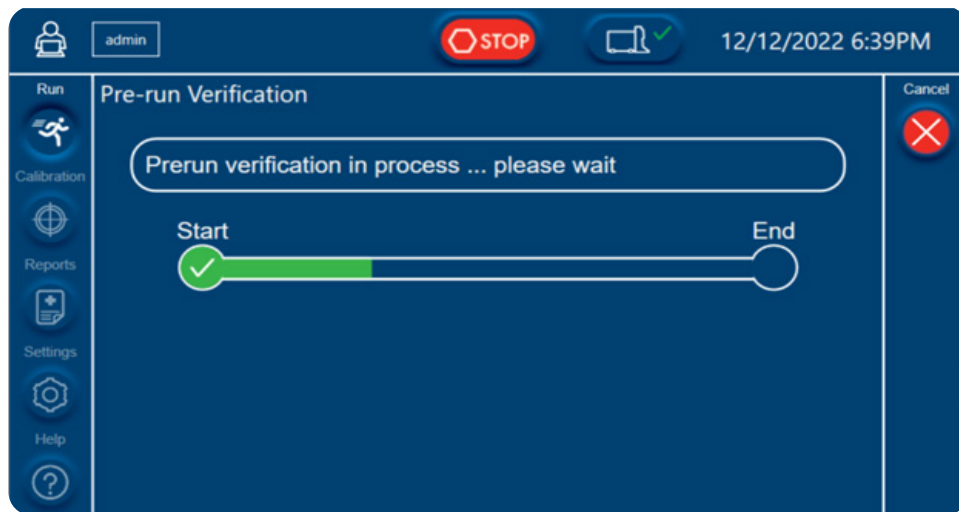 admin
STOP
12/12/2022 6:39PM
Run
Pre-run Verification
Cancel
Prerun verification in process ... please wait
Calibration
Start
End
Reports
Settings
Help